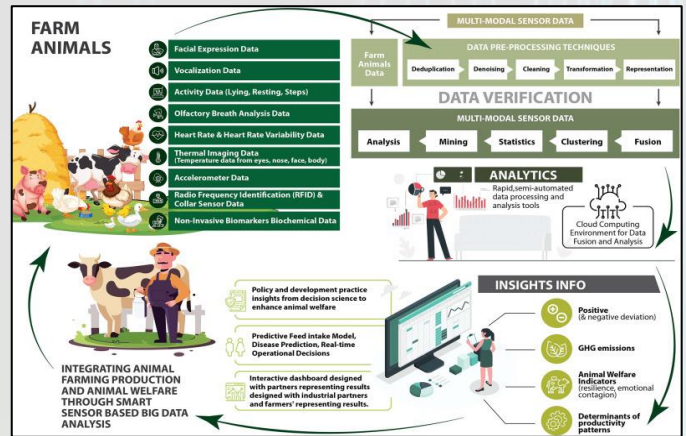 FARM
ANIMALS
Facial Expression Data
Vocalization Data
Activity Data (Lying, Resting, Steps)
Olfactory Breath Analysis Data
Heart Rate & Heart Rate Variability Data
Thermal Imaging Data
(Temperature data from eyes, nose, face, body)
Accelerometer Data
Radio Frequency Identification (RFID) &
Collar Sensor Data
Non-Invasive Biomarkers Biochemical Data
MULTI-MODAL SENSOR DATA
Farm
Animals
Data
DATA PRE-PROCESSING TECHNIQUES
Deduplication
Denoising
Cleaning
Transformation
Representation
DATA VERIFICATION
MULTI-MODAL SENSOR DATA
Analysis
Mining
Statistics
Clustering
Fusion
ANALYTICS
Rapid,semi-automated
data processing and
analysis tools
Cloud Computing
Environment for Data
Fusion and Analysis
INSIGHTS INFO
Positive
(& negative deviation)
GHG emissions
Animal Welfare
Indicators
(resilience, emotional
contagion)
Determinants of
productivity
patterns
Policy and development practice
insights from decision science to
enhance animal welfare
Predictive Feed intake Model,
Disease Prediction, Real-time
Operational Decisions
Interactive dashboard designed
with partners representing results
designed with industrial partners
and farmers' representing results.
INTEGRATING ANIMAL
FARMING PRODUCTION
AND ANIMAL WELFARE
THROUGH SMART
SENSOR BASED BIG DATA
ANALYSIS